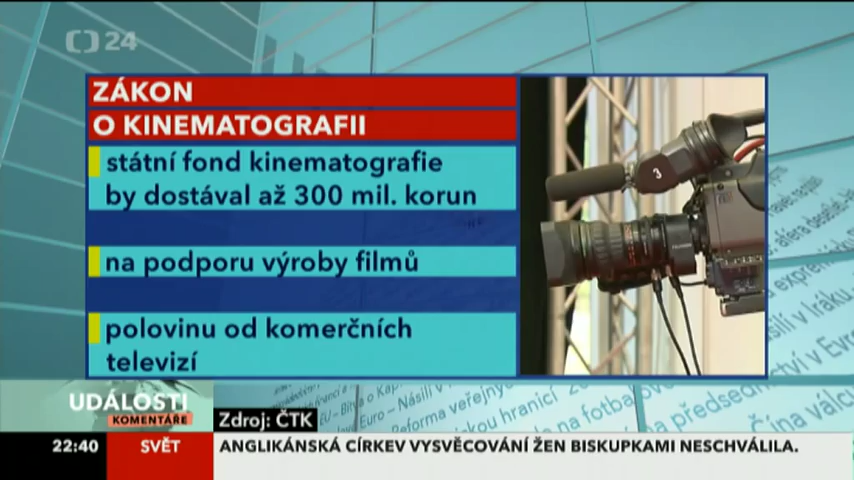 ČT 24
ZÁKON
O KINEMATOGRAFII
státní fond kinematografie
by dostával až 300 mil. korun
na podporu výroby filmů
polovinu od komerčních
televizí
3
UDÁLOSTI
KOMENTÁŘE
Zdroj: ČTK
22:40 SVĚT ANGLIKÁNSKÁ CÍRKEV VYSVĚCOVÁNÍ ŽEN BISKUPKAMI NESCHVÁLILA.